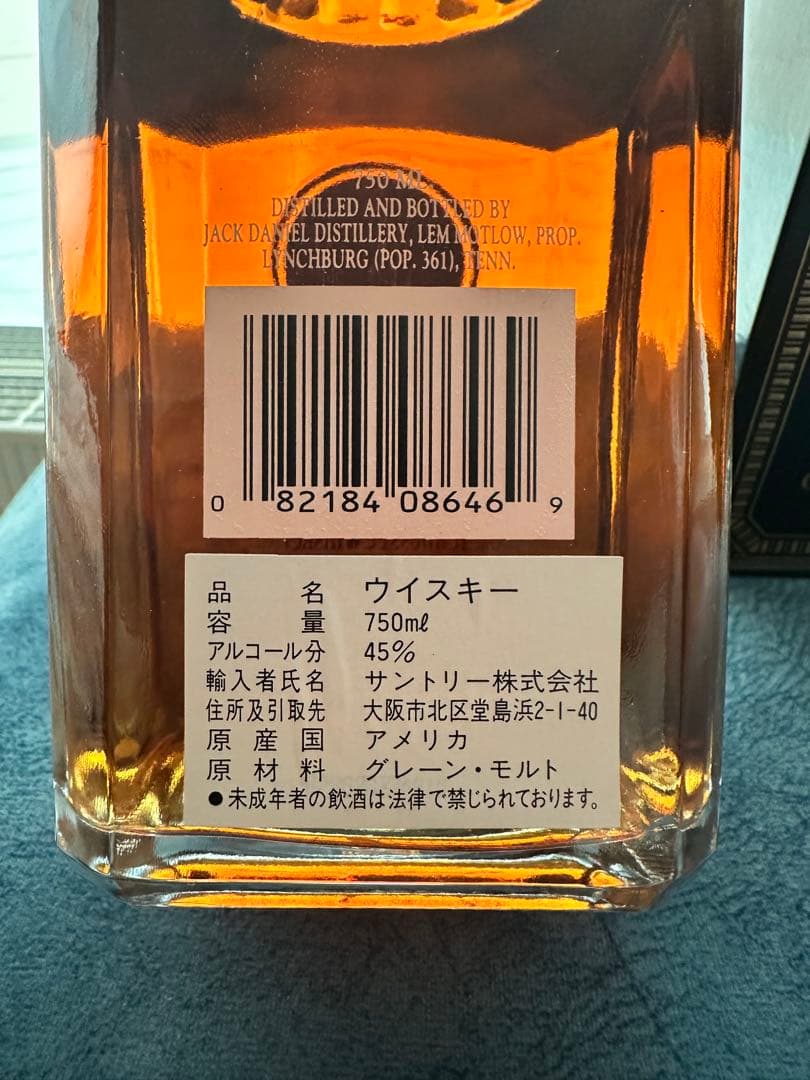 750 ML
DISTILLED AND BOTTLED BY
JACK DANIEL DISTILLERY, LEM MOTLOW, PROP.
LYNCHBURG (POP. 361), TENN.
0 82184 08646 9
品名 ウイスキー
容量 750mℓ
アルコール分 45%
輸入者氏名 サントリー株式会社
住所及引取先 大阪市北区堂島浜2-1-40
原産国 アメリカ
原材料 グレーン・モルト
●未成年者の飲酒は法律で禁じられております。